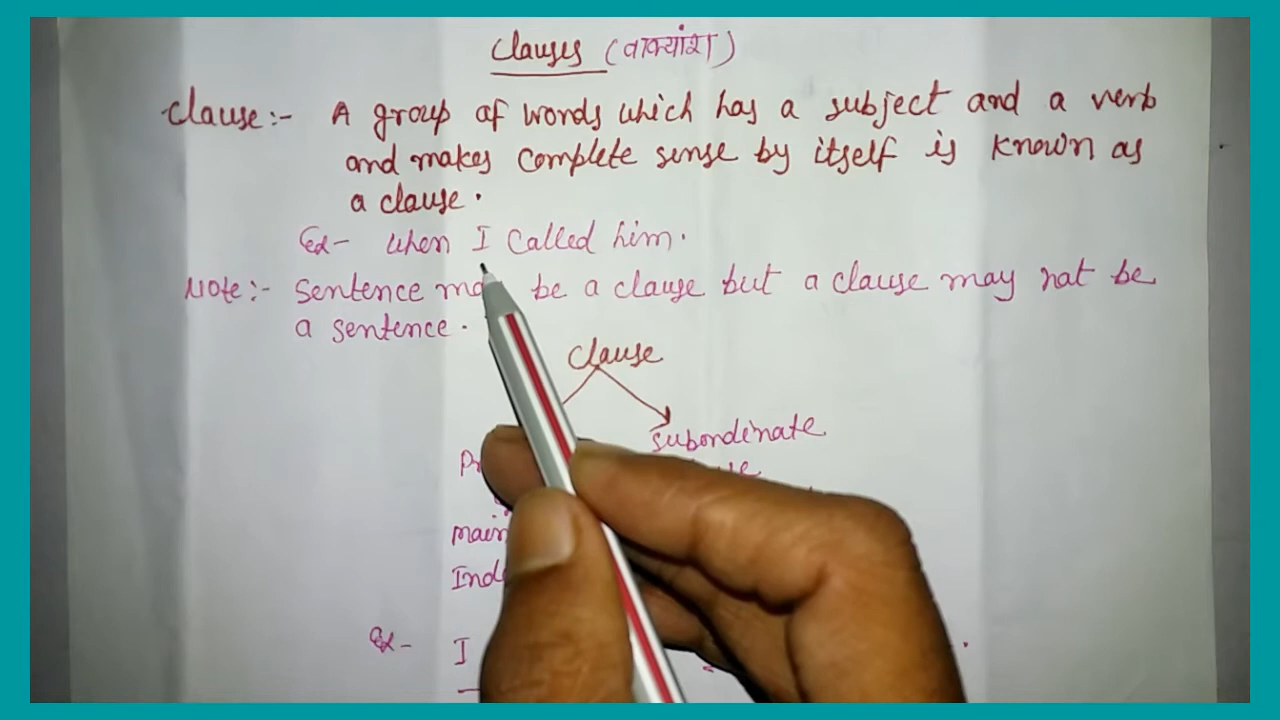 Clauses (वाक्यांश)
Clause:- A group of words which has a subject and a verb
and makes complete sense by itself is known as
a clause.
Ex- When I called him.
Note:- Sentence may be a clause but a clause may not be
a sentence.
Clause
Subordinate
I